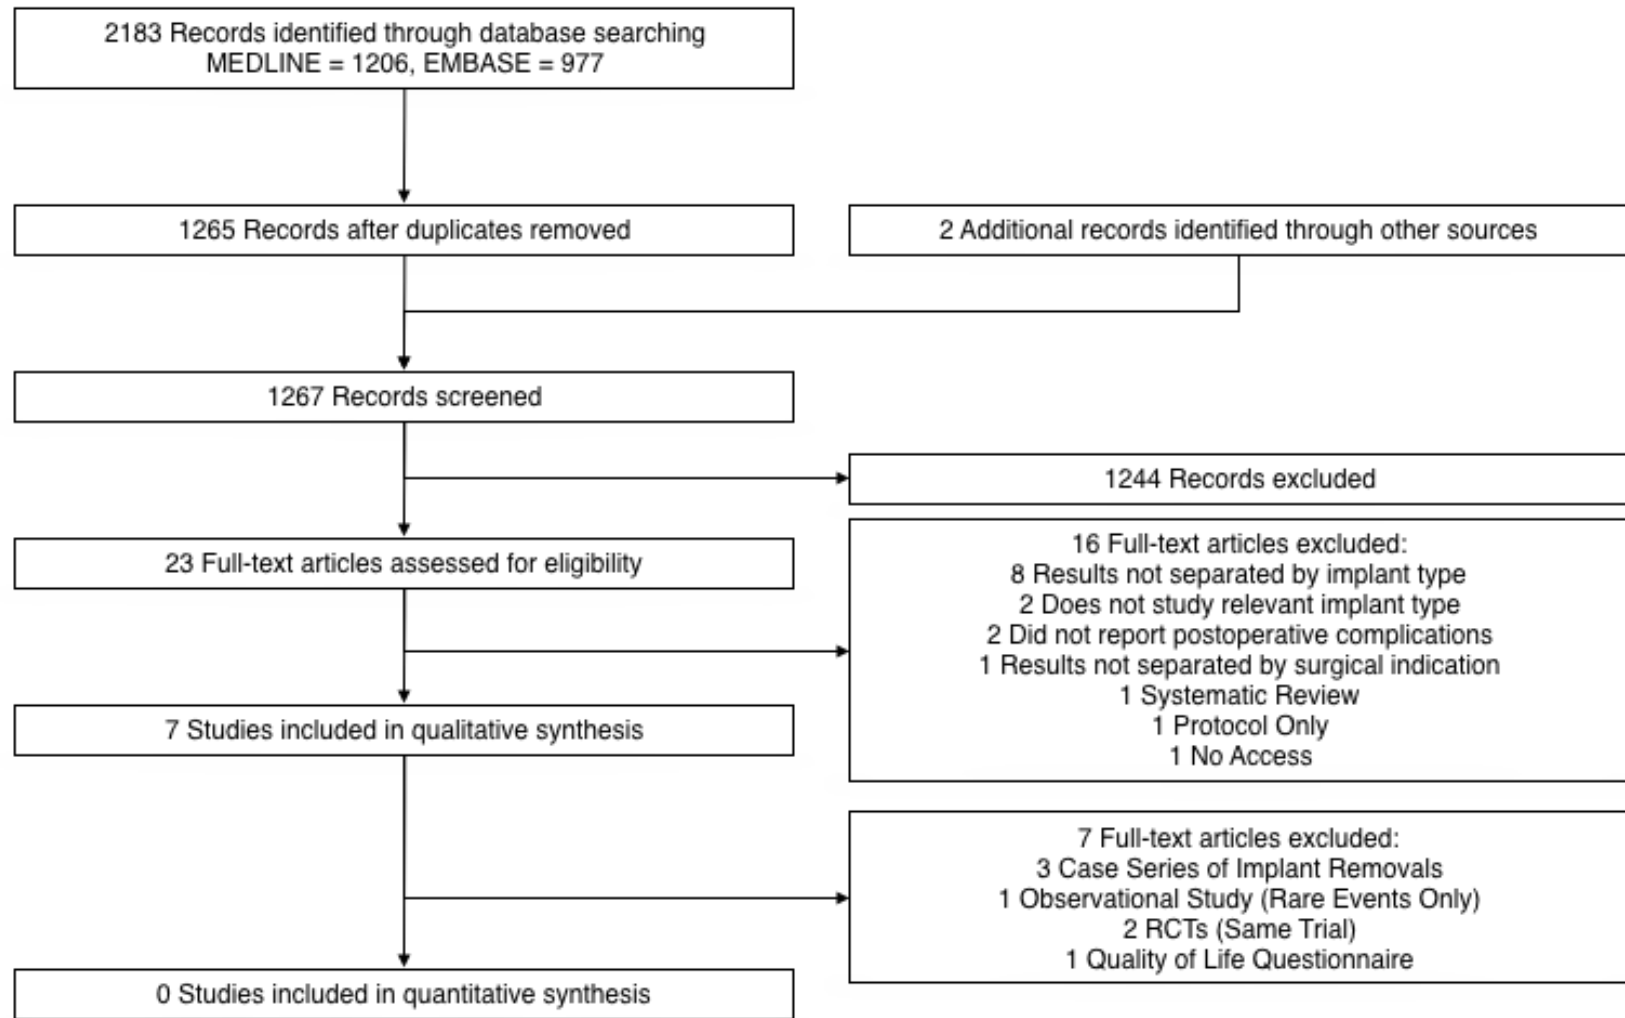 2183 Records identified through database searching
MEDLINE = 1206, EMBASE = 977
1265 Records after duplicates removed
2 Additional records identified through other sources
1267 Records screened
1244 Records excluded
23 Full-text articles assessed for eligibility
16 Full-text articles excluded:
8 Results not separated by implant type
2 Does not study relevant implant type
2 Did not report postoperative complications
1 Results not separated by surgical indication
1 Systematic Review
1 Protocol Only
1 No Access
7 Studies included in qualitative synthesis
7 Full-text articles excluded:
3 Case Series of Implant Removals
1 Observational Study (Rare Events Only)
2 RCTs (Same Trial)
1 Quality of Life Questionnaire
0 Studies included in quantitative synthesis